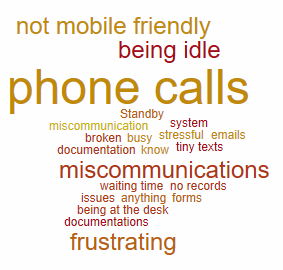 not mobile friendly
being idle
phone calls
Standby
miscommunication system
broken busy stressful emails
documentation know tiny texts
miscommunications
waiting time no records
issues anything forms
being at the desk
documentations
frustrating